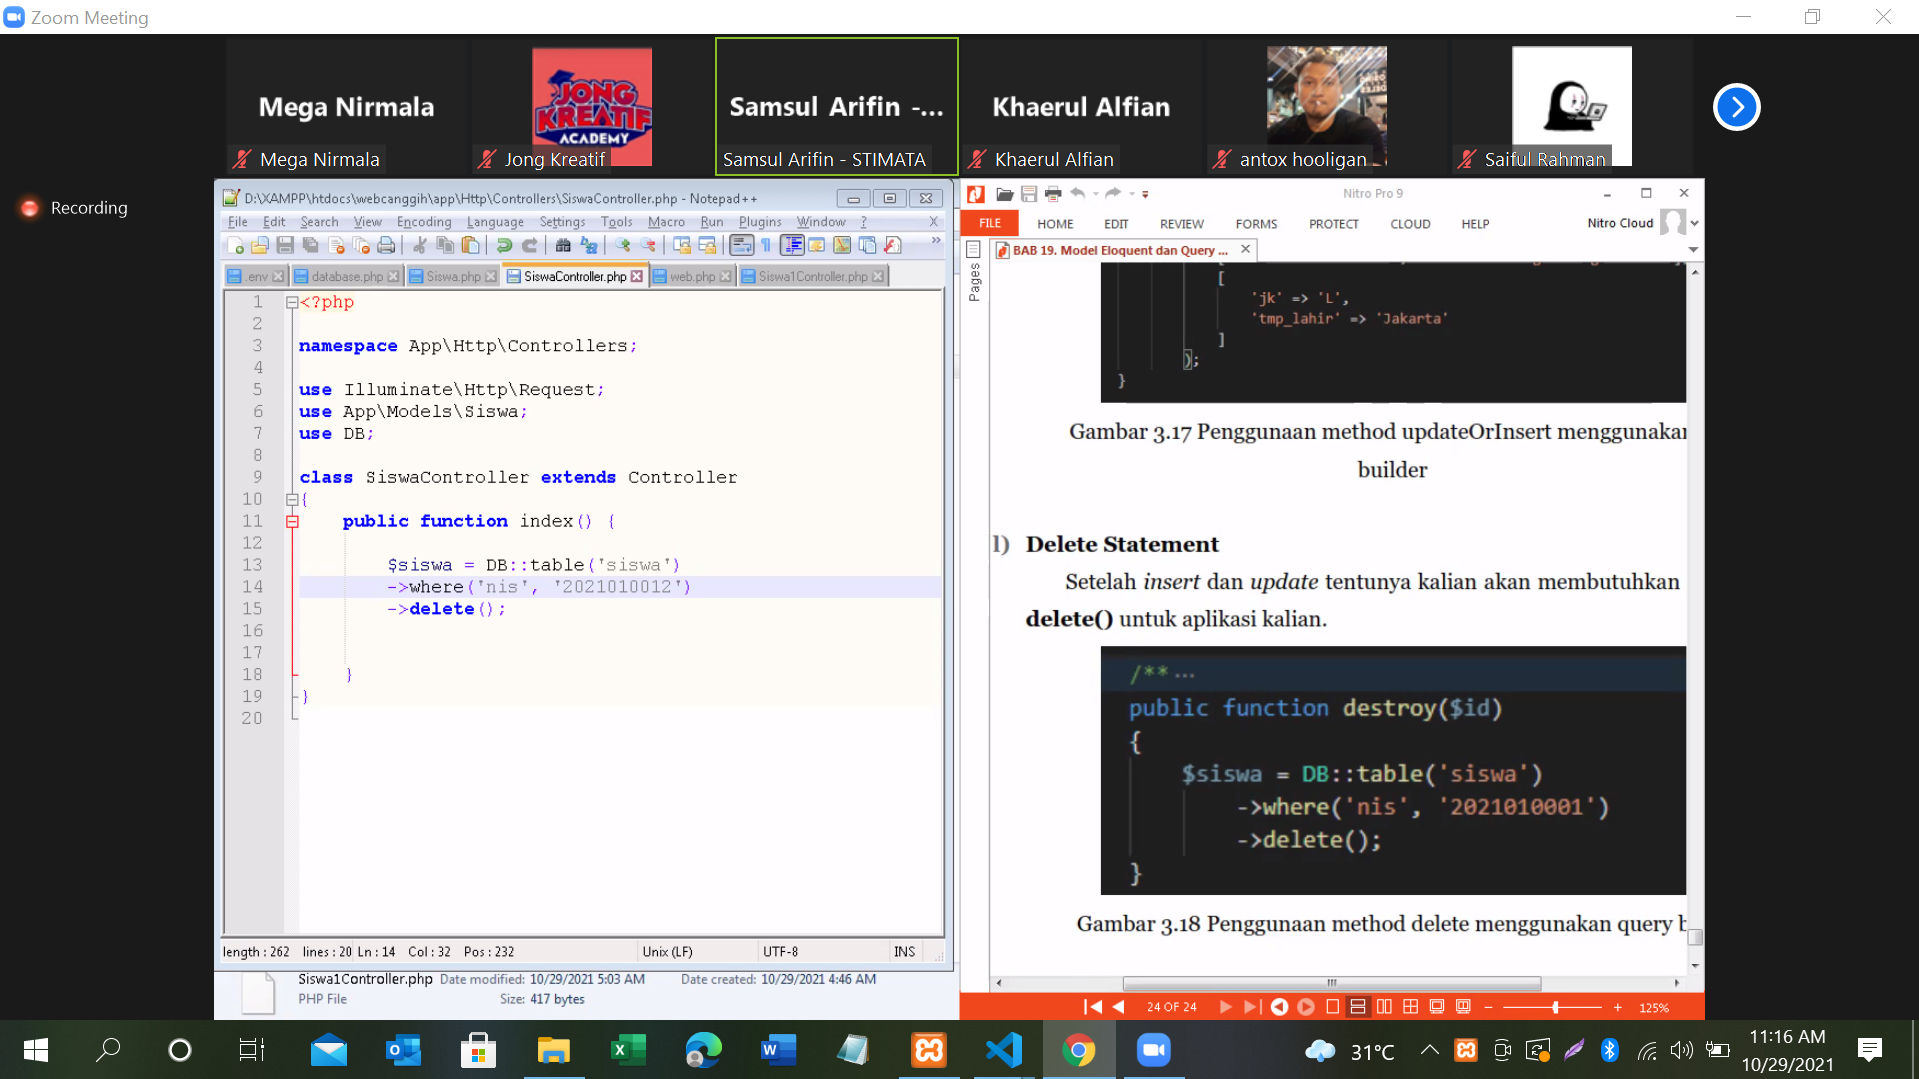 Zoom Meeting
Mega Nirmala
JONG KREATIF ACADEMY
Samsul Arifin -...
Khaerul Alfian
Mega Nirmala
Jong Kreatif
Samsul Arifin - STIMATA
Khaerul Alfian
antox hooligan
Saiful Rahman
Recording
D:\XAMPP\htdocs\webcanggih\app\Http\Controllers\SiswaController.php - Notepad++
File Edit Search View Encoding Language Settings Tools Macro Run Plugins Window ? X
.env database.php Siswa.php SiswaController.php web.php Siswa1Controller.php
1 <?php
2
3 namespace App\Http\Controllers;
4
5 use Illuminate\Http\Request;
6 use App\Models\Siswa;
7 use DB;
8
9 class SiswaController extends Controller
10 {
11 public function index() {
12
13 $siswa = DB::table('siswa')
14 ->where('nis', '2021010012')
15 ->delete();
16
17
18 }
19 }
20
length : 262 lines : 20 Ln : 14 Col : 32 Pos : 232 Unix (LF) UTF-8 INS
Siswa1Controller.php Date modified: 10/29/2021 5:03 AM Date created: 10/29/2021 4:46 AM
PHP File Size: 417 bytes
Nitro Pro 9
FILE HOME EDIT REVIEW FORMS PROTECT CLOUD HELP Nitro Cloud
BAB 19. Model Eloquent dan Query ...
Pages
[
'jk' => 'L',
'tmp_lahir' => 'Jakarta'
]
);
}
Gambar 3.17 Penggunaan method updateOrInsert menggunakan
builder
l) Delete Statement
Setelah insert dan update tentunya kalian akan membutuhkan
delete() untuk aplikasi kalian.
/** ...
public function destroy($id)
{
$siswa = DB::table('siswa')
->where('nis', '2021010001')
->delete();
}
Gambar 3.18 Penggunaan method delete menggunakan query b
24 OF 24
125%
31°C
11:16 AM
10/29/2021